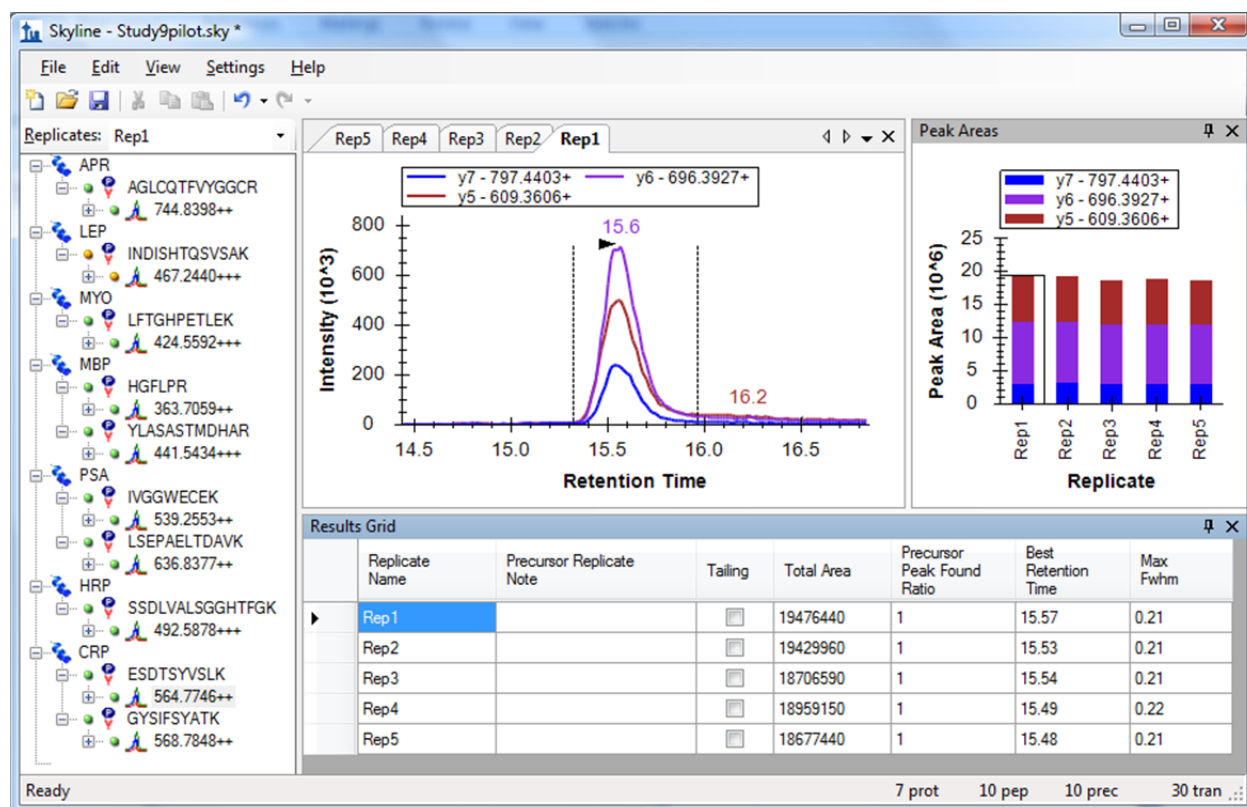 Skyline - Study9pilot.sky *
File Edit View Settings Help
Replicates: Rep1
APR
AGLCQTFVYGGCR
744.8398++
LEP
INDISHTQSVSAK
467.2440+++
MYO
LFTGHPETLEK
424.5592+++
MBP
HGFLPR
363.7059++
YLASASTMDHAR
441.5434+++
PSA
IVGGWECEK
539.2553++
LSEPAELTDAVK
636.8377++
HRP
SSDLVALSGGHTFGK
492.5878+++
CRP
ESDTSYVSLK
564.7746++
GYSIFSYATK
568.7848++
Rep5 Rep4 Rep3 Rep2 Rep1
y7 - 797.4403+ y6 - 696.3927+
y5 - 609.3606+
15.6
16.2
Intensity (10^3)
800
600
400
200
0
14.5 15.0 15.5 16.0 16.5
Retention Time
Peak Areas
y7 - 797.4403+
y6 - 696.3927+
y5 - 609.3606+
Peak Area (10^6)
25
20
15
10
5
0
Rep1 Rep2 Rep3 Rep4 Rep5
Replicate
Results Grid
Replicate Name Precursor Replicate Note Tailing Total Area Precursor Peak Found Ratio Best Retention Time Max Fwhm
Rep1 19476440 1 15.57 0.21
Rep2 19429960 1 15.53 0.21
Rep3 18706590 1 15.54 0.21
Rep4 18959150 1 15.49 0.22
Rep5 18677440 1 15.48 0.21
Ready 7 prot 10 pep 10 prec 30 tran